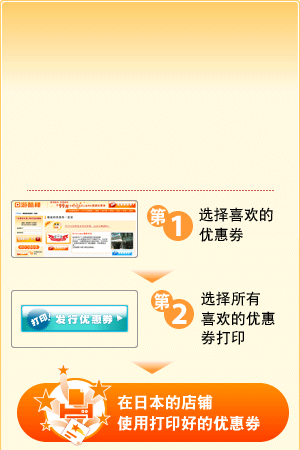 第1
选择喜欢的
优惠券
打印!
发行优惠券
第2
选择所有
喜欢的优惠
券打印
在日本的店铺
使用打印好的优惠券